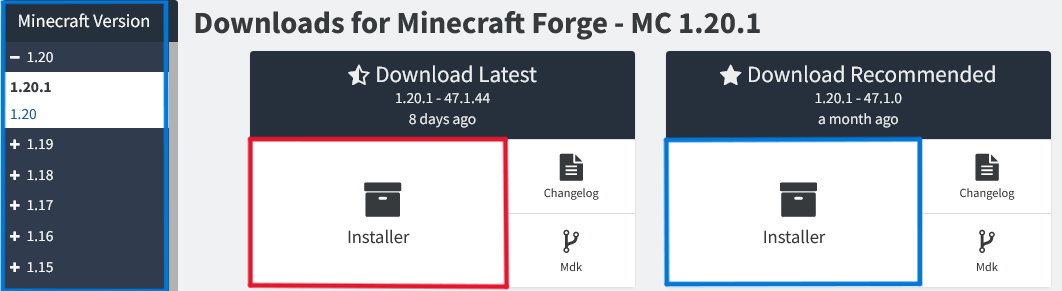 Minecraft Version
− 1.20
1.20.1
1.20
+ 1.19
+ 1.18
+ 1.17
+ 1.16
+ 1.15
Downloads for Minecraft Forge - MC 1.20.1
Download Latest
1.20.1 - 47.1.44
8 days ago
Installer
Changelog
Mdk
Download Recommended
1.20.1 - 47.1.0
a month ago
Installer
Changelog
Mdk